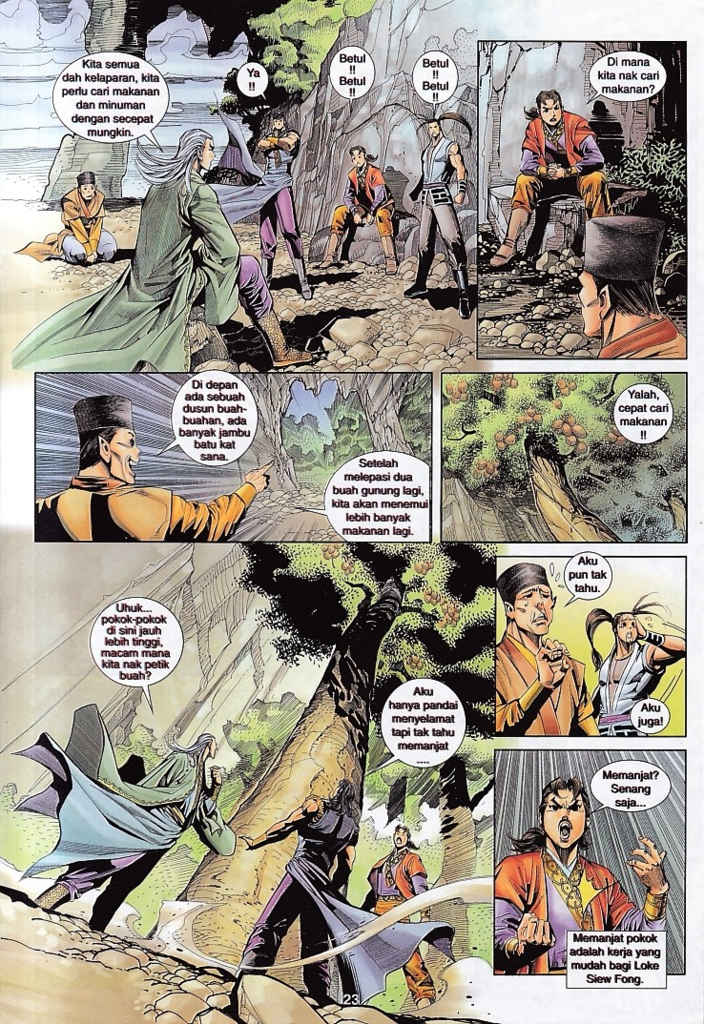 Kita semua
dah kelaparan, kita
perlu cari makanan
dan minuman
dengan secepat
mungkin.
Ya
!!
Betul
!!
Betul
!!
Betul
!!
Betul
!!
Di mana
kita nak cari
makanan?
Di depan
ada sebuah
dusun buah-
buahan, ada
banyak jambu
batu kat
sana.
Setelah
melepasi dua
buah gunung lagi,
kita akan menemui
lebih banyak
makanan lagi.
Yalah,
cepat cari
makanan
!!
Uhuk...
pokok-pokok
di sini jauh
lebih tinggi,
macam mana
kita nak petik
buah?
Aku
hanya pandai
menyelamat
tapi tak tahu
memanjat
....
Aku
pun tak
tahu.
Aku
juga!
Memanjat?
Senang
saja...
Memanjat pokok
adalah kerja yang
mudah bagi Loke
Siew Fong.
23